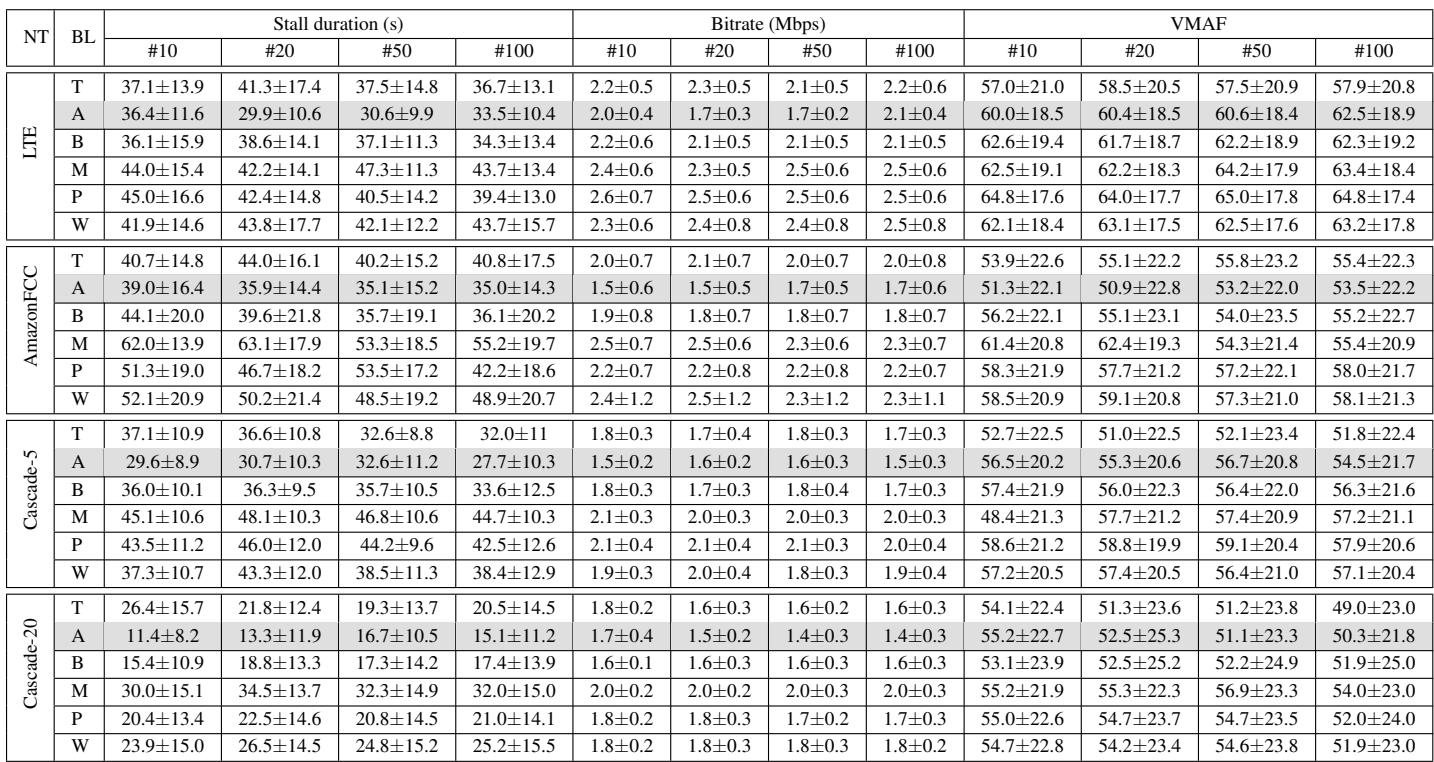 NT BL Stall duration (s) Bitrate (Mbps) VMAF
#10 #20 #50 #100 #10 #20 #50 #100 #10 #20 #50 #100
LTE
T 37.1±13.9 41.3±17.4 37.5±14.8 36.7±13.1 2.2±0.5 2.3±0.5 2.1±0.5 2.2±0.6 57.0±21.0 58.5±20.5 57.5±20.9 57.9±20.8
A 36.4±11.6 29.9±10.6 30.6±9.9 33.5±10.4 2.0±0.4 1.7±0.3 1.7±0.2 2.1±0.4 60.0±18.5 60.4±18.5 60.6±18.4 62.5±18.9
B 36.1±15.9 38.6±14.1 37.1±11.3 34.3±13.4 2.2±0.6 2.1±0.5 2.1±0.5 2.1±0.5 62.6±19.4 61.7±18.7 62.2±18.9 62.3±19.2
M 44.0±15.4 42.2±14.1 47.3±11.3 43.7±13.4 2.4±0.6 2.3±0.5 2.5±0.6 2.5±0.6 62.5±19.1 62.2±18.3 64.2±17.9 63.4±18.4
P 45.0±16.6 42.4±14.8 40.5±14.2 39.4±13.0 2.6±0.7 2.5±0.6 2.5±0.6 2.5±0.6 64.8±17.6 64.0±17.7 65.0±17.8 64.8±17.4
W 41.9±14.6 43.8±17.7 42.1±12.2 43.7±15.7 2.3±0.6 2.4±0.8 2.4±0.8 2.5±0.8 62.1±18.4 63.1±17.5 62.5±17.6 63.2±17.8
AmazonFCC
T 40.7±14.8 44.0±16.1 40.2±15.2 40.8±17.5 2.0±0.7 2.1±0.7 2.0±0.7 2.0±0.8 53.9±22.6 55.1±22.2 55.8±23.2 55.4±22.3
A 39.0±16.4 35.9±14.4 35.1±15.2 35.0±14.3 1.5±0.6 1.5±0.5 1.7±0.5 1.7±0.6 51.3±22.1 50.9±22.8 53.2±22.0 53.5±22.2
B 44.1±20.0 39.6±21.8 35.7±19.1 36.1±20.2 1.9±0.8 1.8±0.7 1.8±0.7 1.8±0.7 56.2±22.1 55.1±23.1 54.0±23.5 55.2±22.7
M 62.0±13.9 63.1±17.9 53.3±18.5 55.2±19.7 2.5±0.7 2.5±0.6 2.3±0.6 2.3±0.7 61.4±20.8 62.4±19.3 54.3±21.4 55.4±20.9
P 51.3±19.0 46.7±18.2 53.5±17.2 42.2±18.6 2.2±0.7 2.2±0.8 2.2±0.8 2.2±0.7 58.3±21.9 57.7±21.2 57.2±22.1 58.0±21.7
W 52.1±20.9 50.2±21.4 48.5±19.2 48.9±20.7 2.4±1.2 2.5±1.2 2.3±1.2 2.3±1.1 58.5±20.9 59.1±20.8 57.3±21.0 58.1±21.3
Cascade-5
T 37.1±10.9 36.6±10.8 32.6±8.8 32.0±11 1.8±0.3 1.7±0.4 1.8±0.3 1.7±0.3 52.7±22.5 51.0±22.5 52.1±23.4 51.8±22.4
A 29.6±8.9 30.7±10.3 32.6±11.2 27.7±10.3 1.5±0.2 1.6±0.2 1.6±0.3 1.5±0.3 56.5±20.2 55.3±20.6 56.7±20.8 54.5±21.7
B 36.0±10.1 36.3±9.5 35.7±10.5 33.6±12.5 1.8±0.3 1.7±0.3 1.8±0.4 1.7±0.3 57.4±21.9 56.0±22.3 56.4±22.0 56.3±21.6
M 45.1±10.6 48.1±10.3 46.8±10.6 44.7±10.3 2.1±0.3 2.0±0.3 2.0±0.3 2.0±0.3 48.4±21.3 57.7±21.2 57.4±20.9 57.2±21.1
P 43.5±11.2 46.0±12.0 44.2±9.6 42.5±12.6 2.1±0.4 2.1±0.4 2.1±0.3 2.0±0.4 58.6±21.2 58.8±19.9 59.1±20.4 57.9±20.6
W 37.3±10.7 43.3±12.0 38.5±11.3 38.4±12.9 1.9±0.3 2.0±0.4 1.8±0.3 1.9±0.4 57.2±20.5 57.4±20.5 56.4±21.0 57.1±20.4
Cascade-20
T 26.4±15.7 21.8±12.4 19.3±13.7 20.5±14.5 1.8±0.2 1.6±0.3 1.6±0.2 1.6±0.3 54.1±22.4 51.3±23.6 51.2±23.8 49.0±23.0
A 11.4±8.2 13.3±11.9 16.7±10.5 15.1±11.2 1.7±0.4 1.5±0.2 1.4±0.3 1.4±0.3 55.2±22.7 52.5±25.3 51.1±23.3 50.3±21.8
B 15.4±10.9 18.8±13.3 17.3±14.2 17.4±13.9 1.6±0.1 1.6±0.3 1.6±0.3 1.6±0.3 53.1±23.9 52.5±25.2 52.2±24.9 51.9±25.0
M 30.0±15.1 34.5±13.7 32.3±14.9 32.0±15.0 2.0±0.2 2.0±0.2 2.0±0.3 2.0±0.3 55.2±21.9 55.3±22.3 56.9±23.3 54.0±23.0
P 20.4±13.4 22.5±14.6 20.8±14.5 21.0±14.1 1.8±0.2 1.8±0.3 1.7±0.2 1.7±0.3 55.0±22.6 54.7±23.7 54.7±23.5 52.0±24.0
W 23.9±15.0 26.5±14.5 24.8±15.2 25.2±15.5 1.8±0.2 1.8±0.3 1.8±0.3 1.8±0.2 54.7±22.8 54.2±23.4 54.6±23.8 51.9±23.0